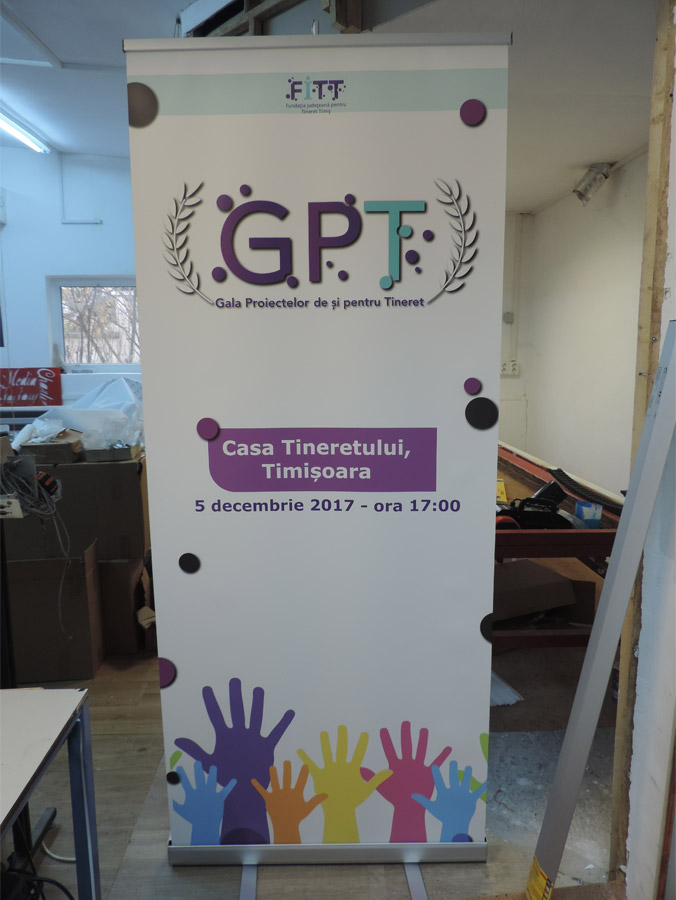 FITT
Fundația județeană pentru
Tineret Timiș
GPT
Gala Proiectelor de și pentru Tineret
Casa Tineretului,
Timișoara
5 decembrie 2017 - ora 17:00
Media